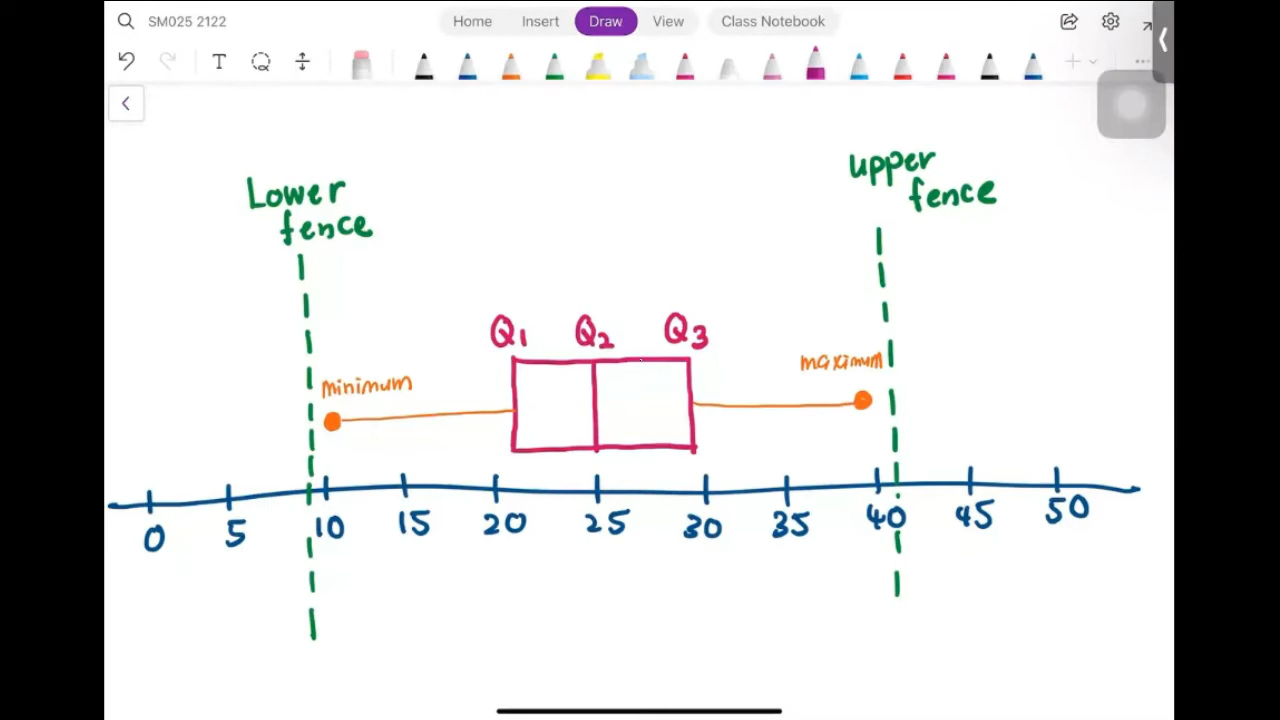 SM025 2122
Home Insert Draw View Class Notebook
T
upper
fence
Lower
fence
Q1 Q2 Q3
maximum
minimum
0 5 10 15 20 25 30 35 40 45 50